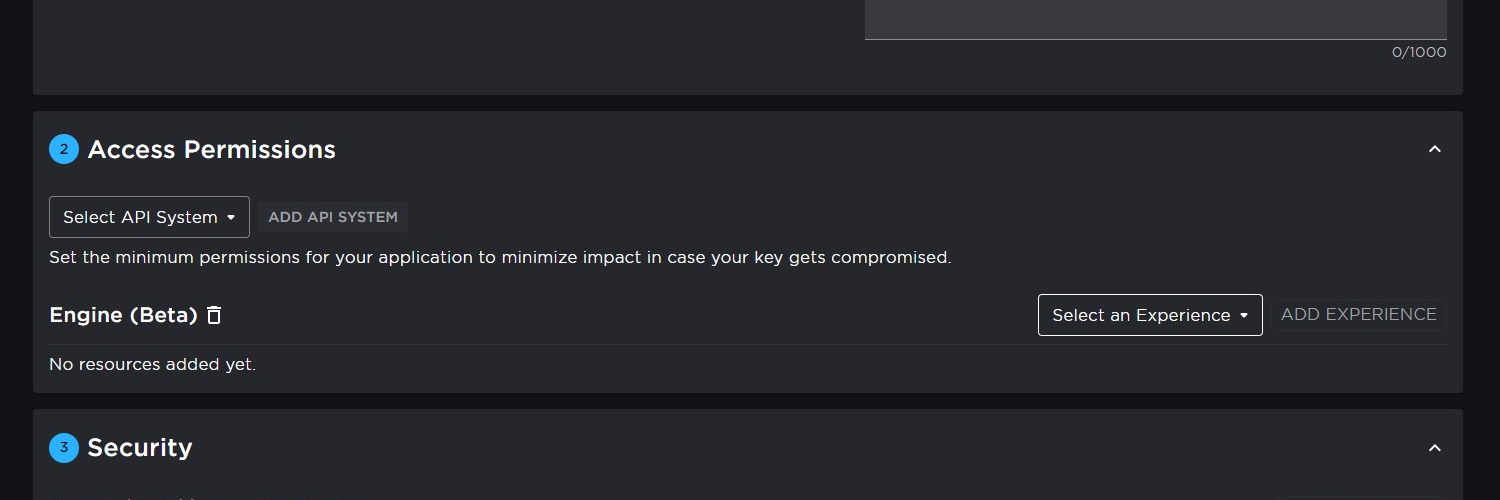 0/1000
2 Access Permissions
Select API System ADD API SYSTEM
Set the minimum permissions for your application to minimize impact in case your key gets compromised.
Engine (Beta) Select an Experience ADD EXPERIENCE
No resources added yet.
3 Security